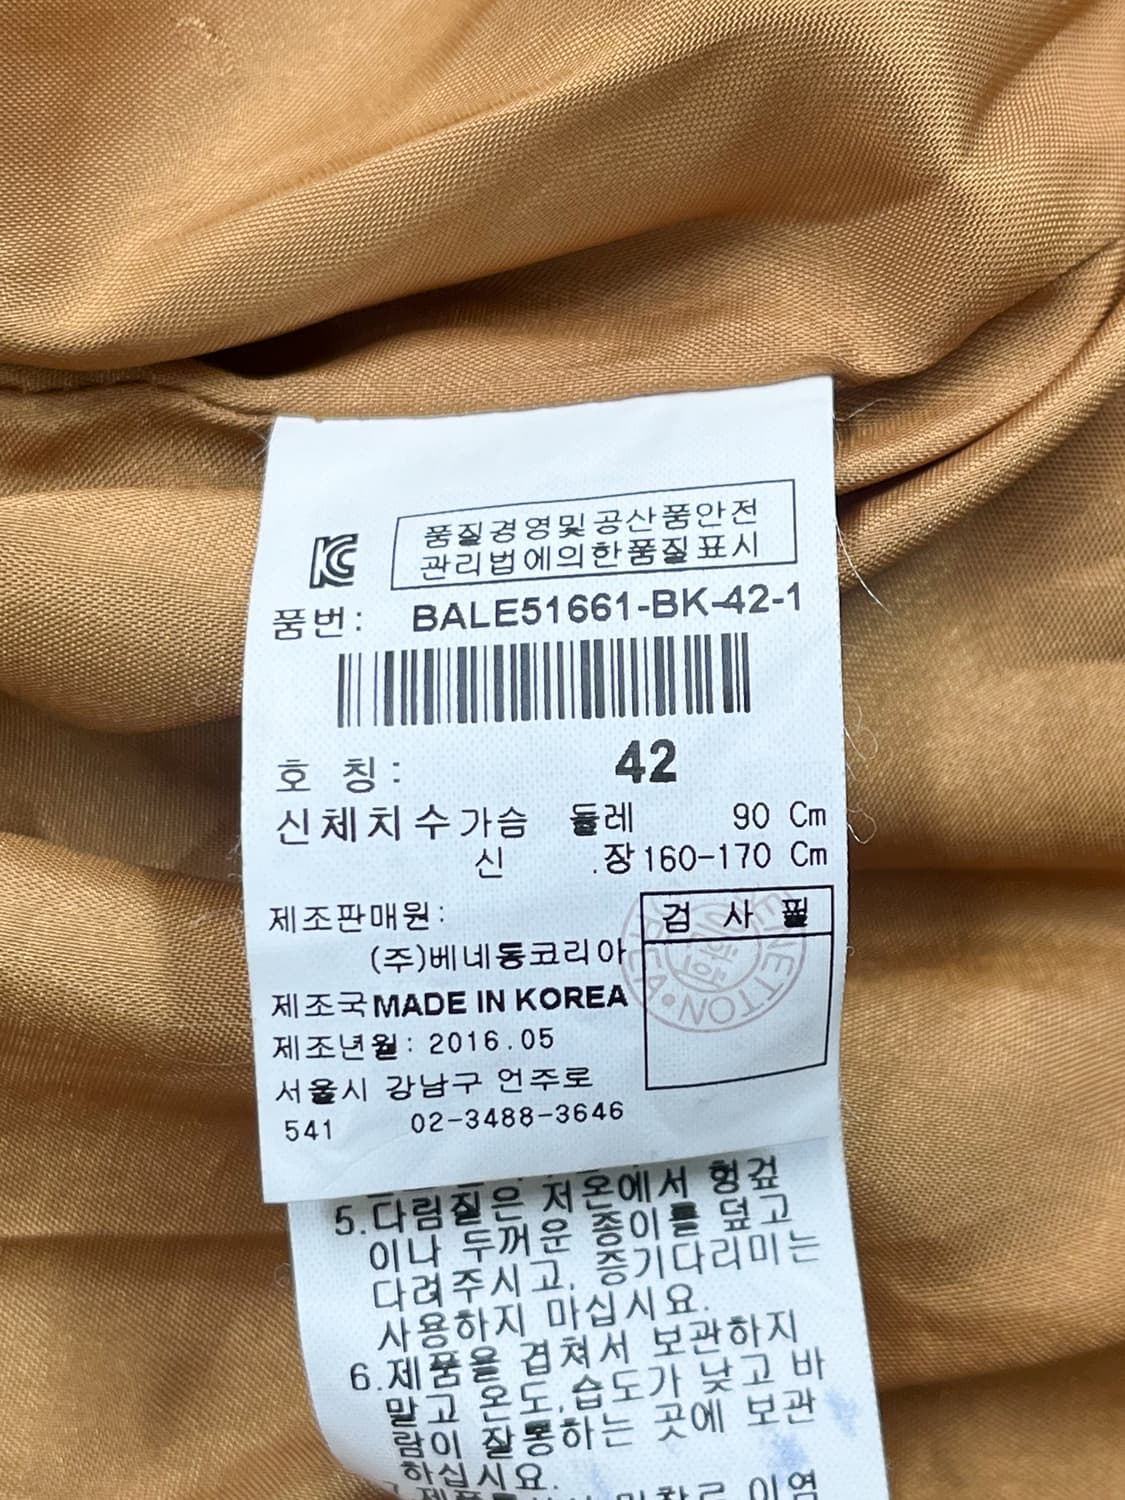 KC
품질경영및공산품안전
관리법에의한품질표시
품번: BALE51661-BK-42-1
호 칭: 42
신체치수 가슴 둘레 90 Cm
신 .장 160-170 Cm
제조판매원:
검 사 필
(주)베네통코리아
제조국 MADE IN KOREA
제조년월: 2016.05
서울시 강남구 언주로
541 02-3488-3646
5.다림질은 저온에서 헝겊
이나 두꺼운 종이를 덮고
다려주시고, 증기다리미는
사용하지 마십시요.
6.제품을 겹쳐서 보관하지
말고 온도,습도가 낮고 바
람이 잘통하는 곳에 보관
하십시요.
이염